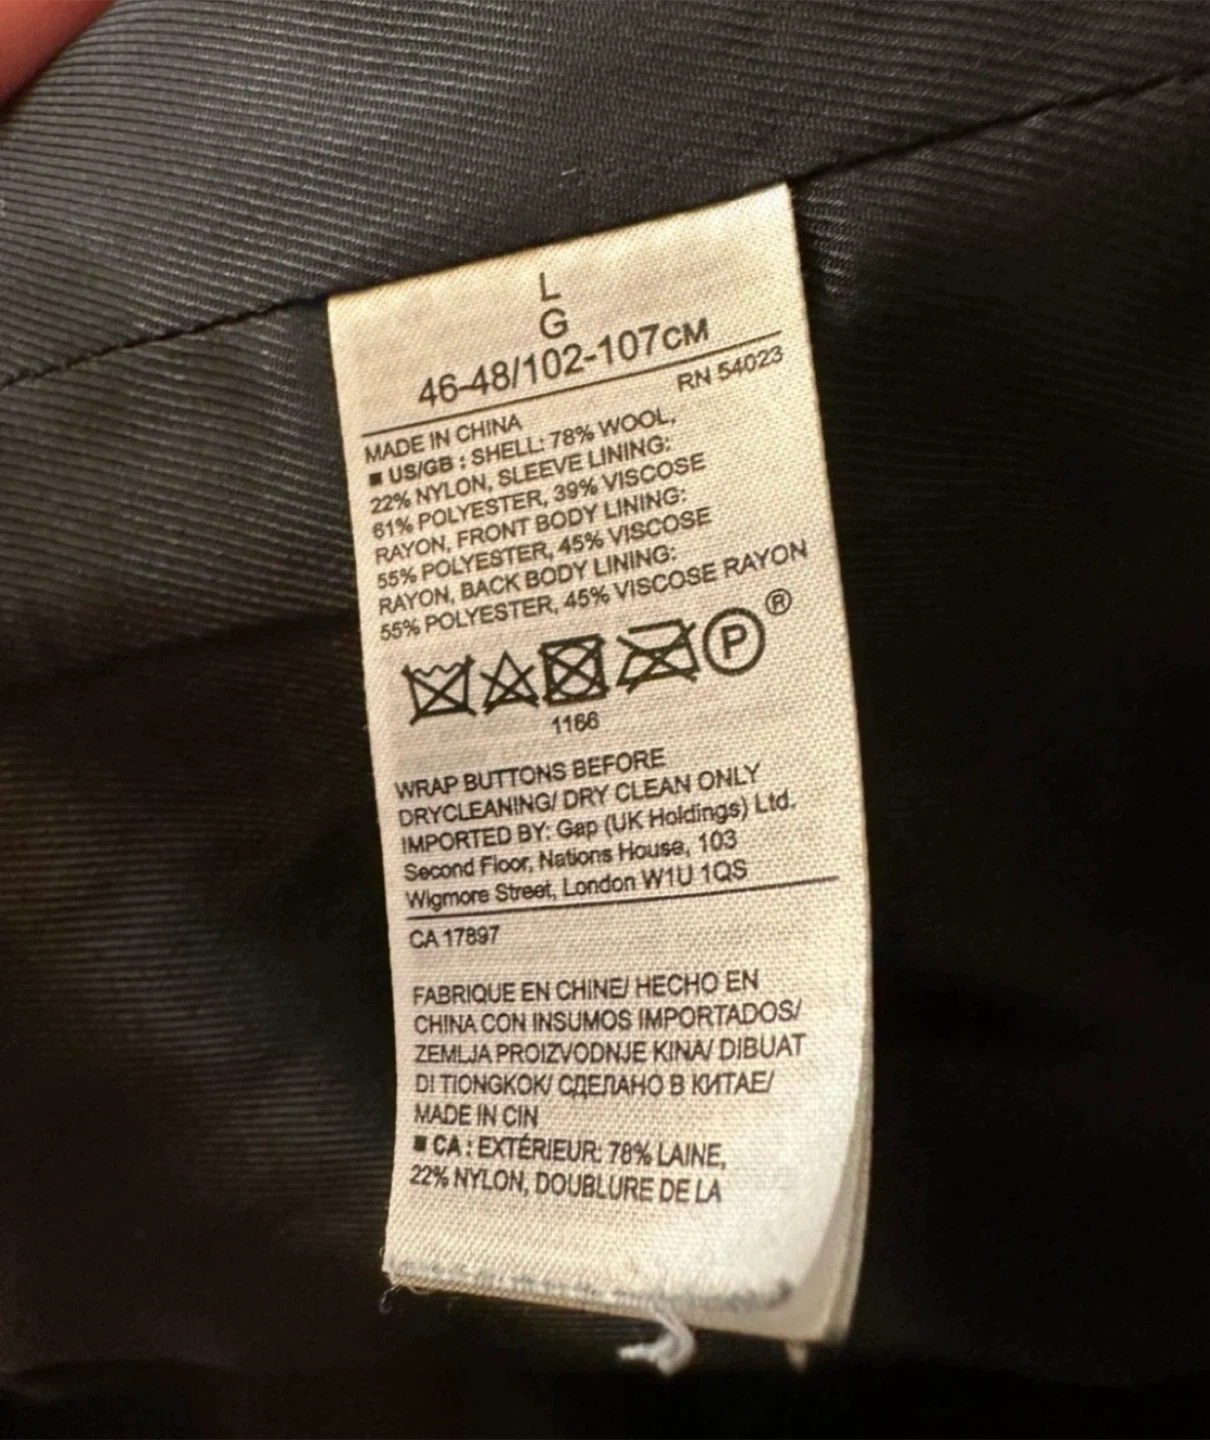 L
G
46-48/102-107CM
RN 54023
MADE IN CHINA
■ US/GB : SHELL: 78% WOOL,
22% NYLON, SLEEVE LINING:
61% POLYESTER, 39% VISCOSE
RAYON, FRONT BODY LINING:
55% POLYESTER, 45% VISCOSE
RAYON, BACK BODY LINING:
55% POLYESTER, 45% VISCOSE RAYON
P ®
1166
WRAP BUTTONS BEFORE
DRYCLEANING/ DRY CLEAN ONLY
IMPORTED BY: Gap (UK Holdings) Ltd.
Second Floor, Nations House, 103
Wigmore Street, London W1U 1QS
CA 17897
FABRIQUE EN CHINE/ HECHO EN
CHINA CON INSUMOS IMPORTADOS/
ZEMLJA PROIZVODNJE KINA/ DIBUAT
DI TIONGKOK/ СДЕЛАНО В КИТАЕ/
MADE IN CIN
■ CA : EXTÉRIEUR: 78% LAINE,
22% NYLON, DOUBLURE DE LA